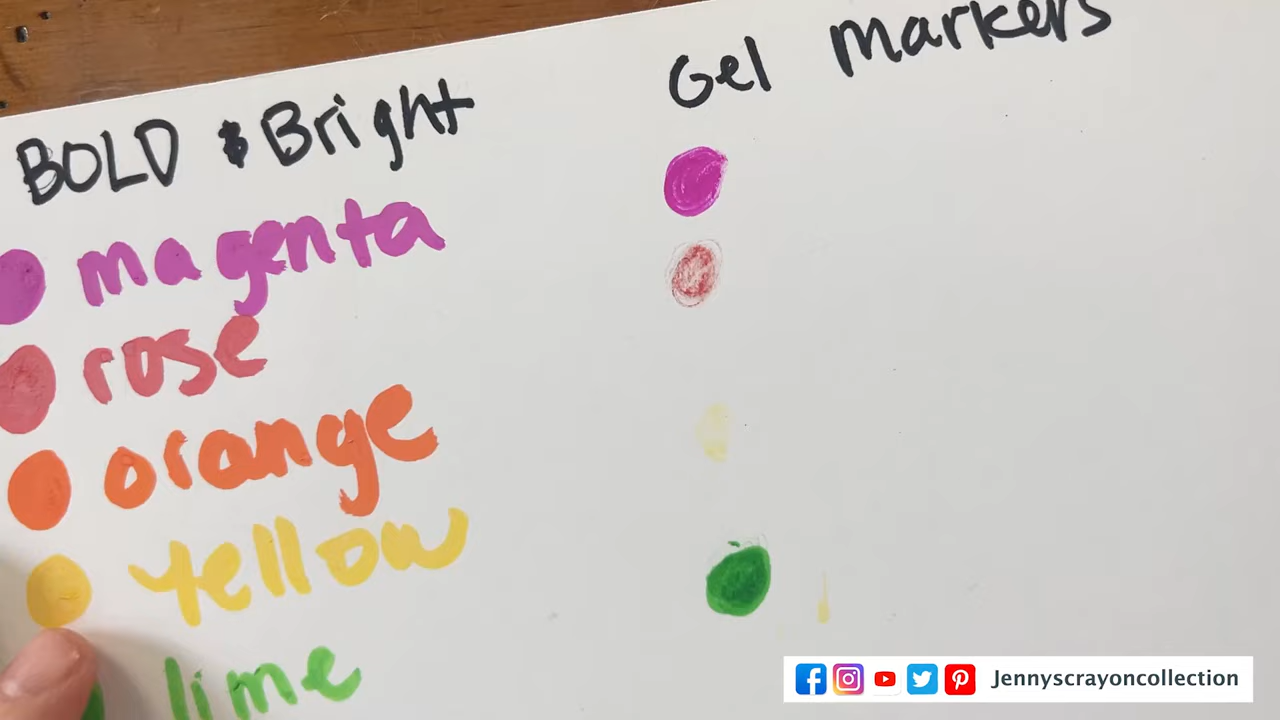 BOLD & Bright
Gel Markers
magenta
rose
orange
yellow
lime
Jennyscrayoncollection